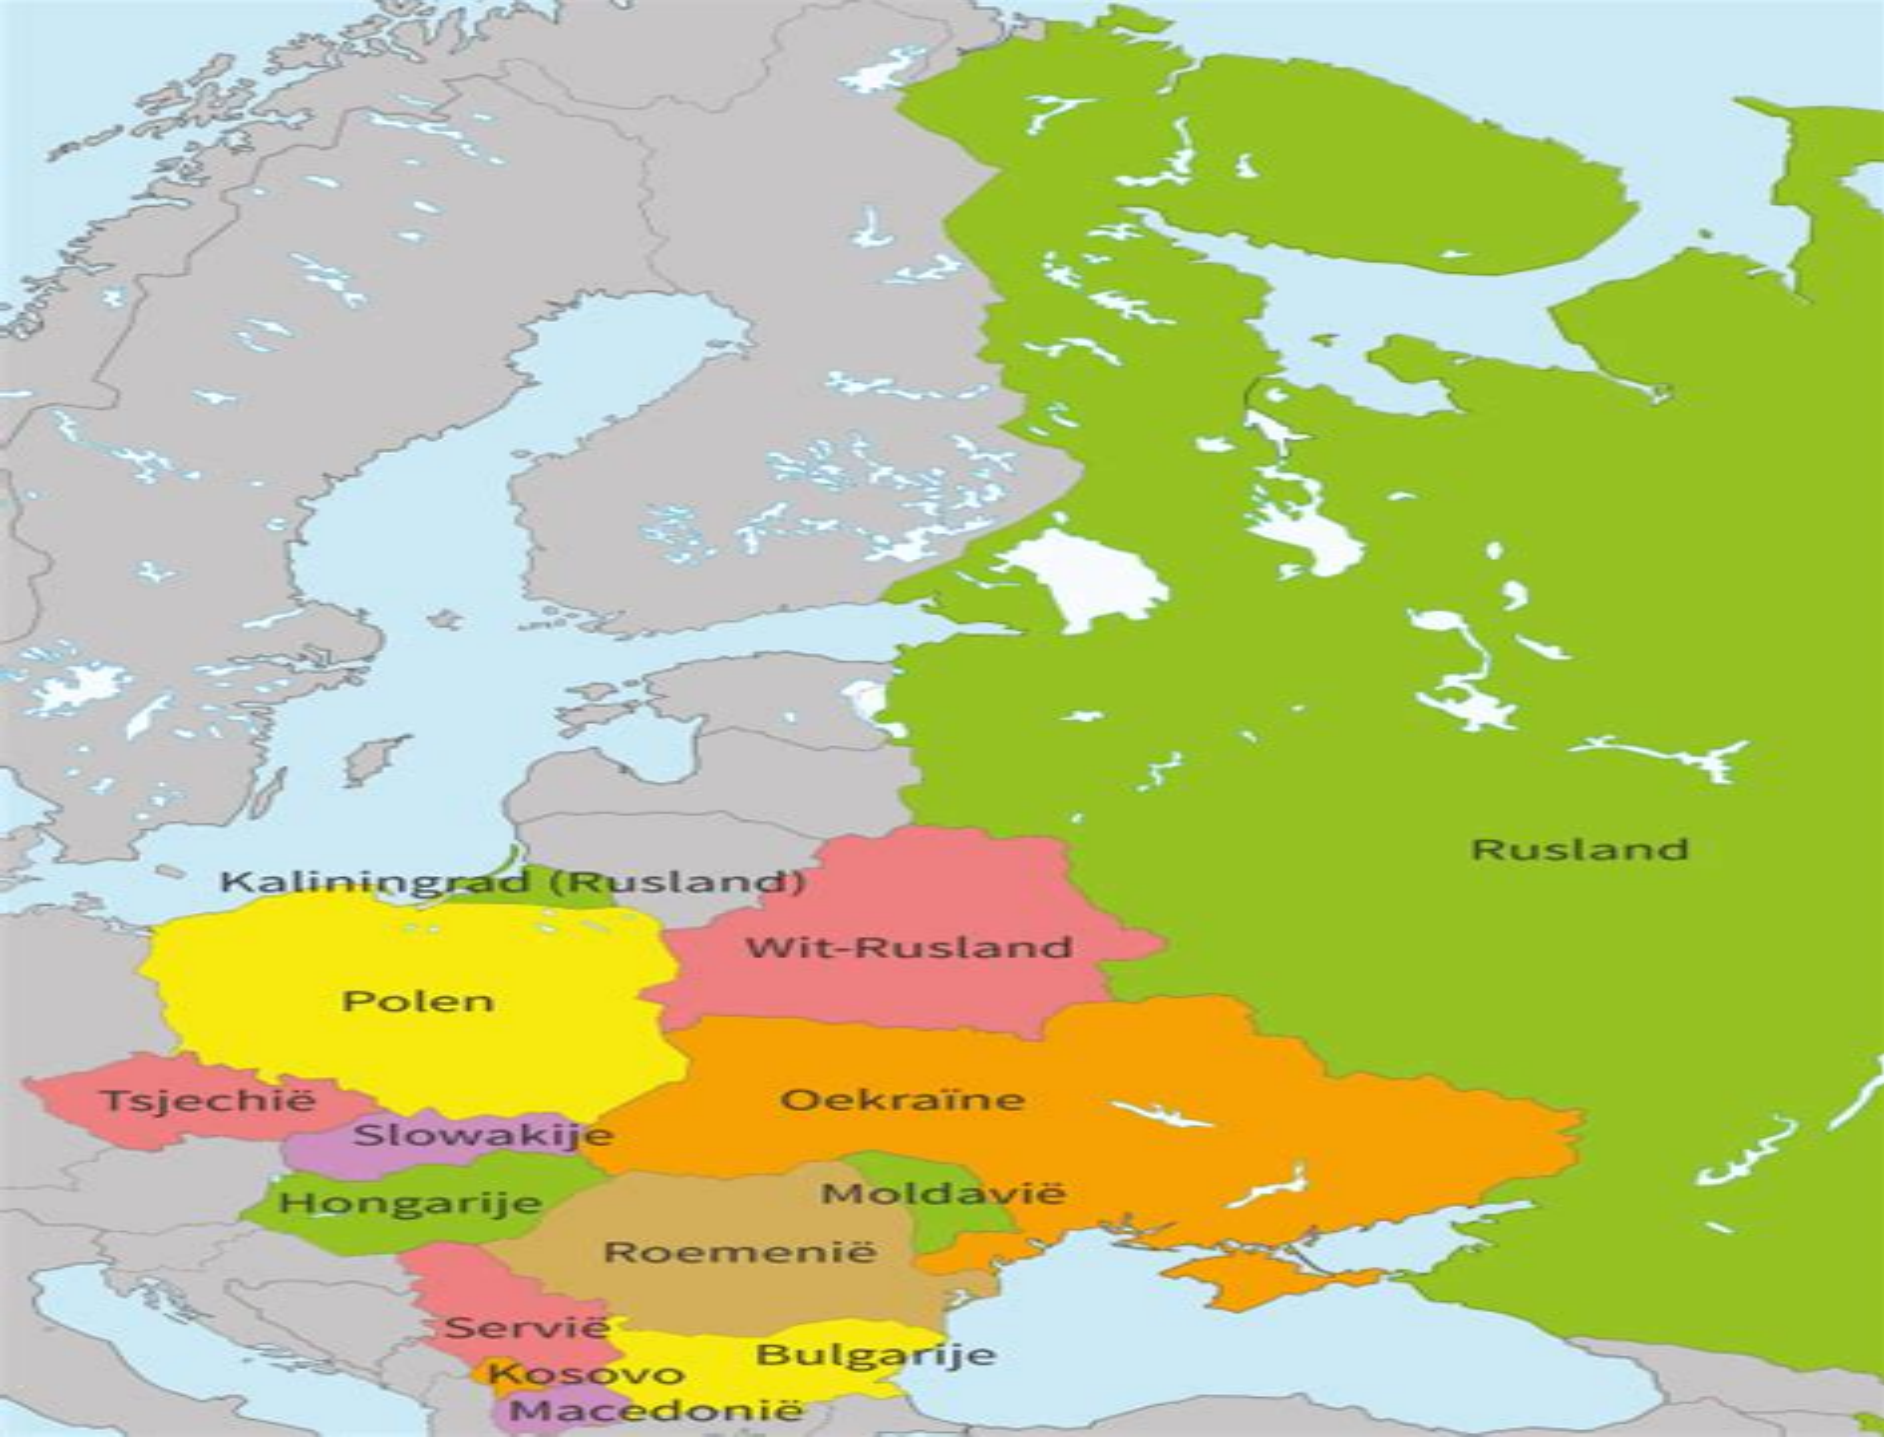 Rusland
Kaliningrad (Rusland)
Wit-Rusland
Polen
Tsjechië
Oekraïne
Slowakije
Hongarije
Moldavië
Roemenië
Servië
Bulgarije
Kosovo
Macedonië